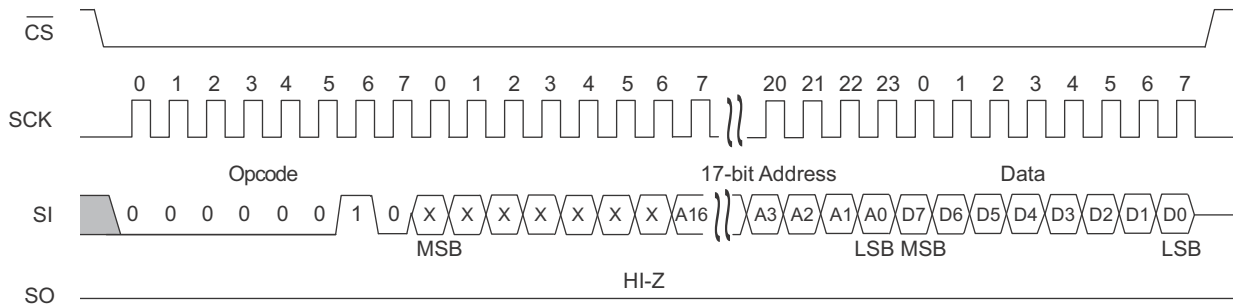 CS
0 1 2 3 4 5 6 7 0 1 2 3 4 5 6 7 20 21 22 23 0 1 2 3 4 5 6 7
SCK
Opcode 17-bit Address Data
SI 0 0 0 0 0 0 1 0 X X X X X X X A16 A3 A2 A1 A0 D7 D6 D5 D4 D3 D2 D1 D0
MSB LSB MSB LSB
HI-Z
SO